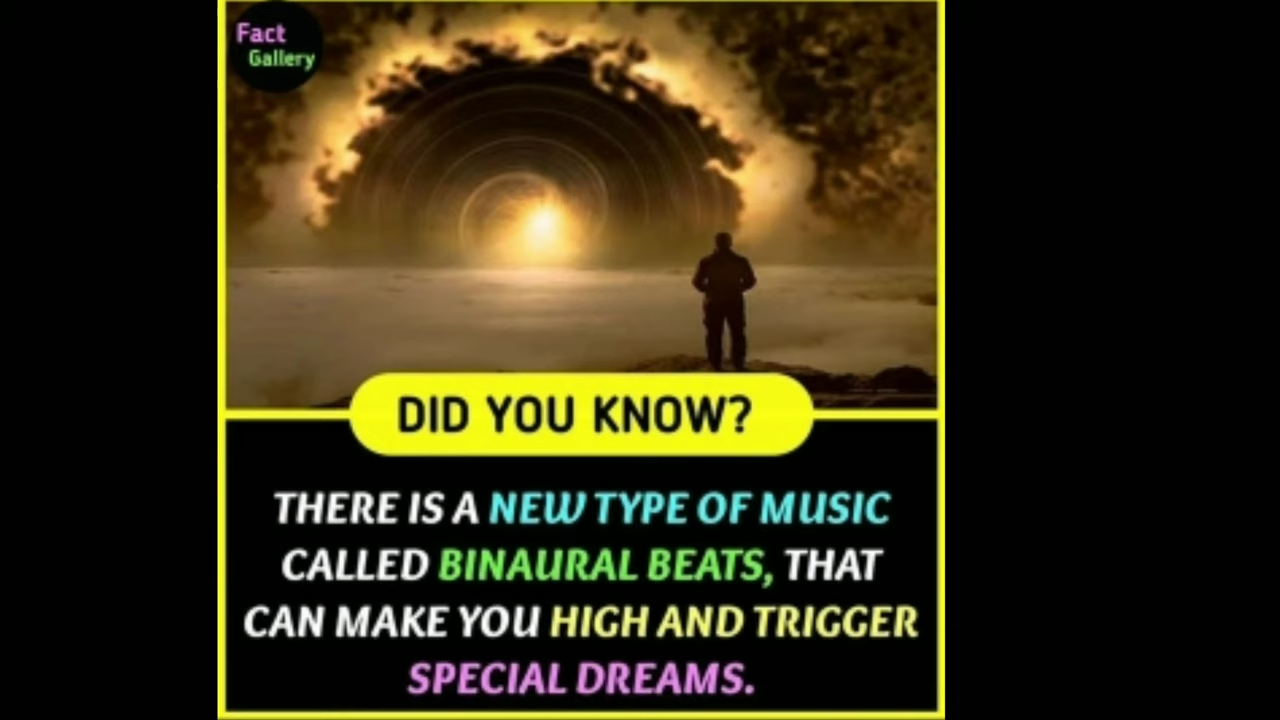 Fact
Gallery
DID YOU KNOW?
THERE IS A NEW TYPE OF MUSIC
CALLED BINAURAL BEATS, THAT
CAN MAKE YOU HIGH AND TRIGGER
SPECIAL DREAMS.